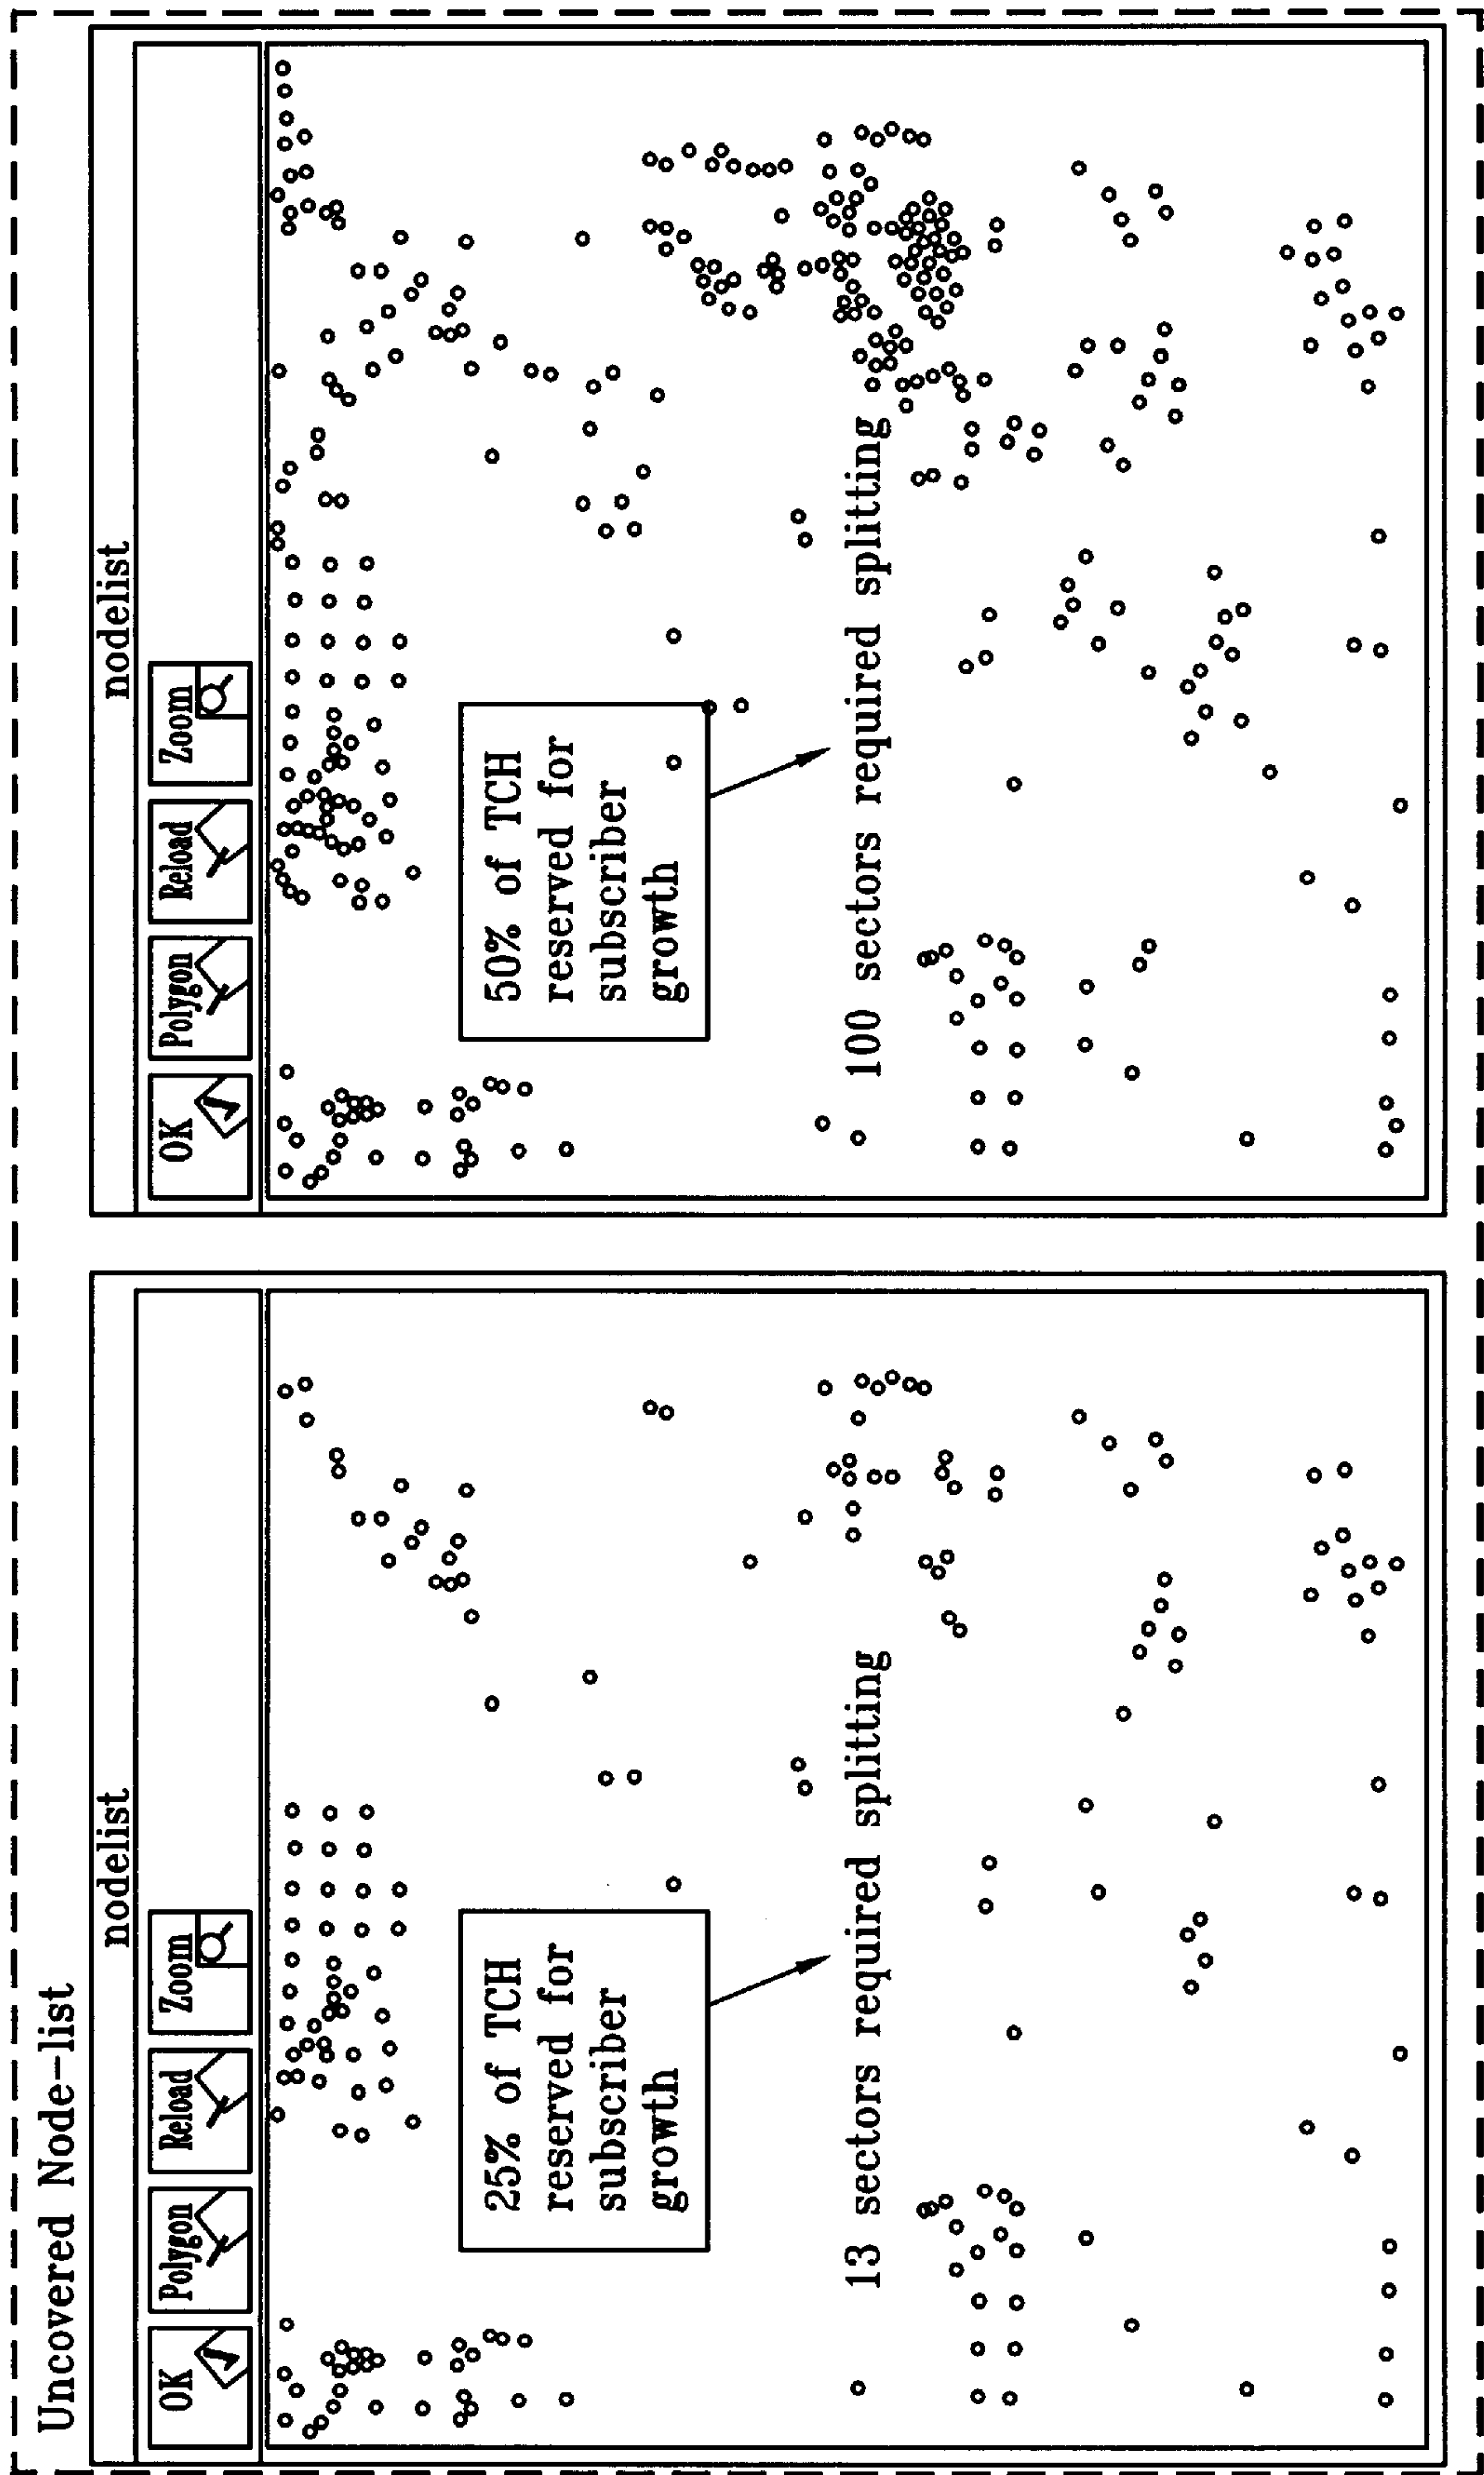 Uncovered Node-list
nodelist
OK
Polygon
Reload
Zoom
25% of TCH
reserved for
subscriber
growth
13 sectors required splitting
nodelist
OK
Polygon
Reload
Zoom
50% of TCH
reserved for
subscriber
growth
100 sectors required splitting